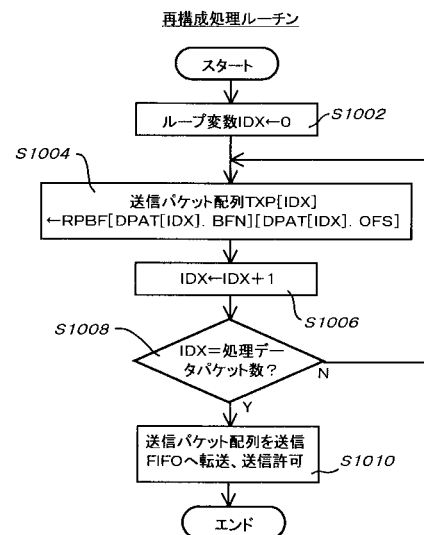 再構成処理ルーチン
スタート
ループ変数IDX←0
S1002
S1004
送信パケット配列TXP[IDX]
←RPBF[DPAT[IDX]. BFN][DPAT[IDX]. OFS]
IDX←IDX+1
S1006
S1008
IDX=処理デー
タパケット数?
N
Y
送信パケット配列を送信
FIFOへ転送、送信許可
S1010
エンド